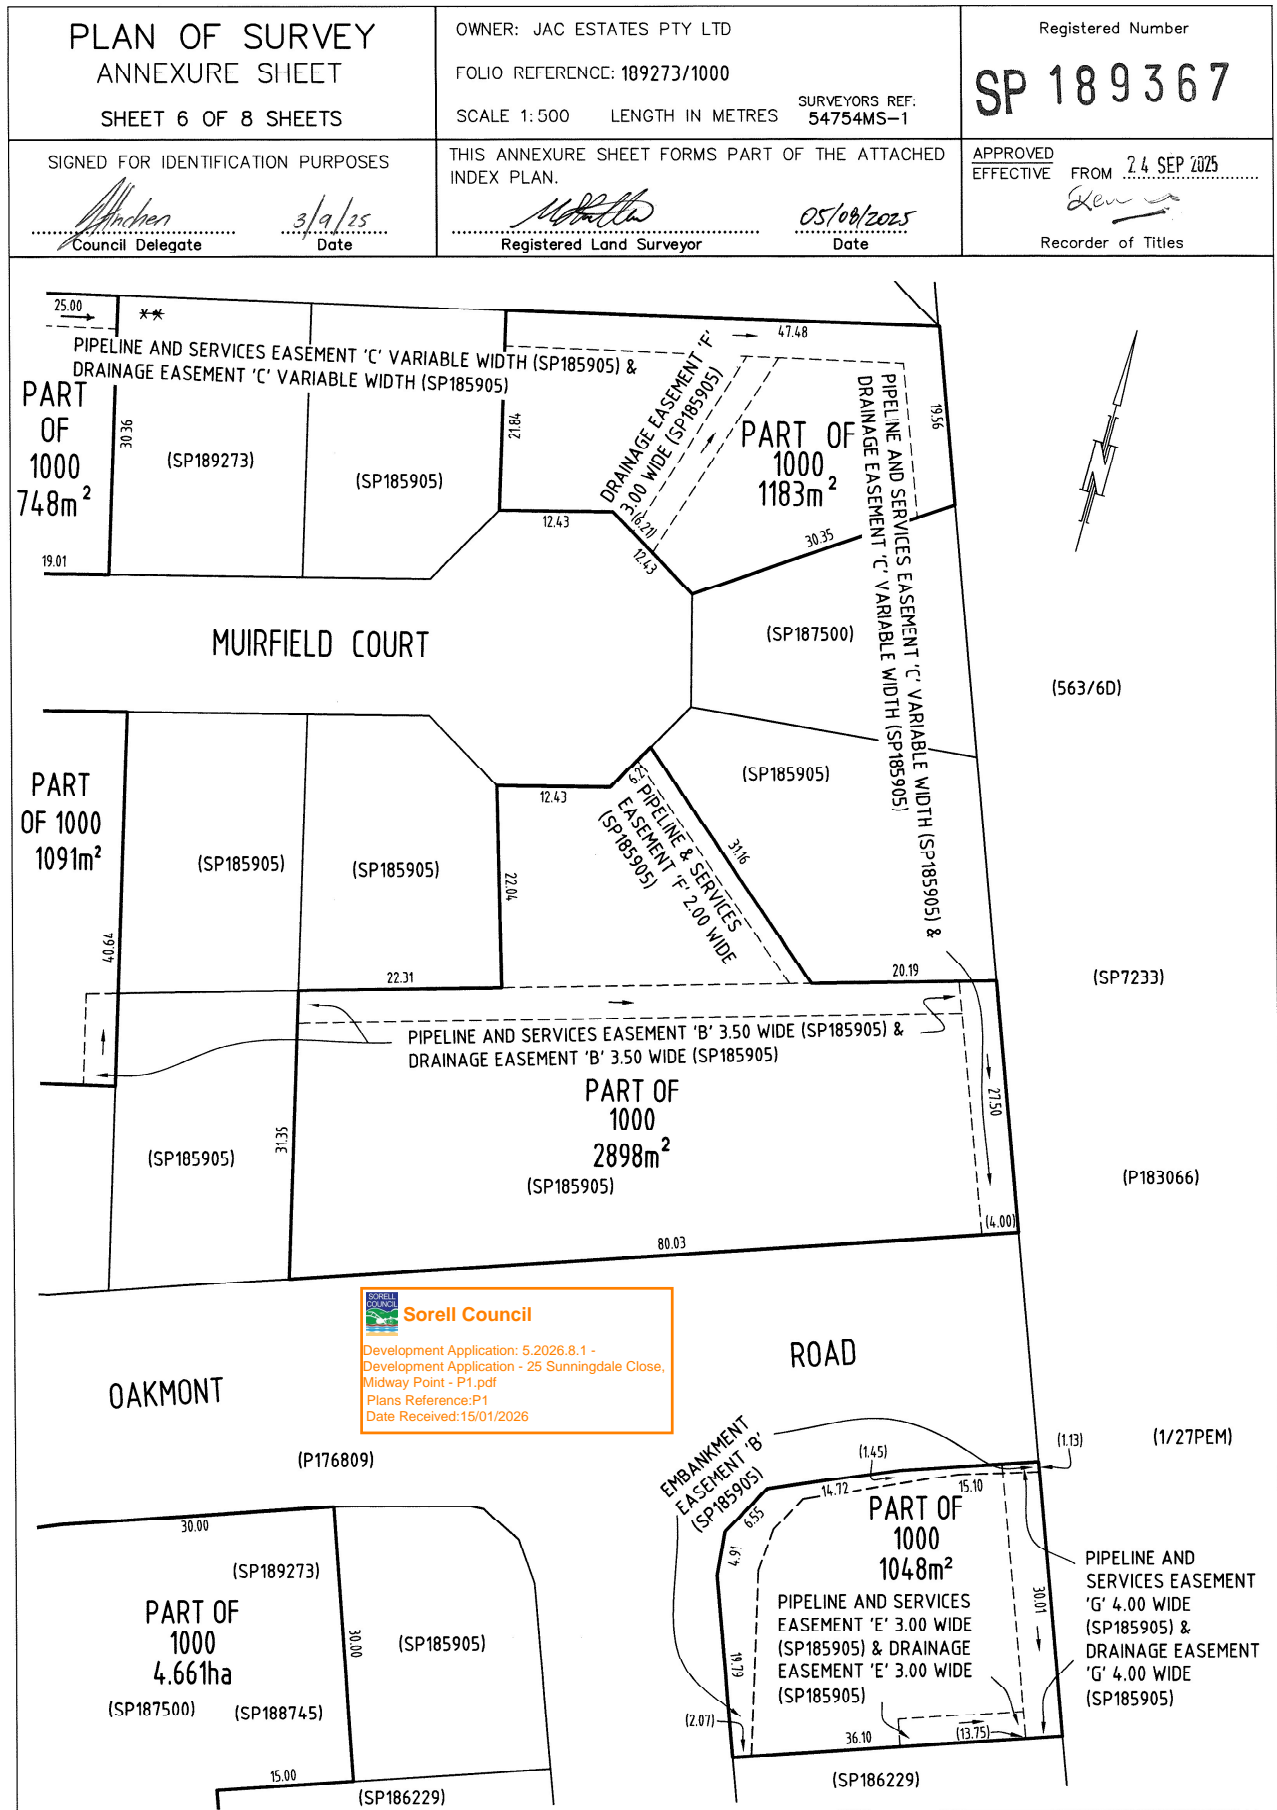 PLAN OF SURVEY
ANNEXURE SHEET
SHEET 6 OF 8 SHEETS
OWNER: JAC ESTATES PTY LTD
FOLIO REFERENCE: 189273/1000
SCALE 1:500 LENGTH IN METRES
SURVEYORS REF:
54754MS-1
Registered Number
SP 189367
SIGNED FOR IDENTIFICATION PURPOSES
3/9/25
Council Delegate Date
THIS ANNEXURE SHEET FORMS PART OF THE ATTACHED
INDEX PLAN.
05/08/2025
Registered Land Surveyor Date
APPROVED
EFFECTIVE FROM 24 SEP 2025
Recorder of Titles
25.00
**
47.48
PIPELINE AND SERVICES EASEMENT 'C' VARIABLE WIDTH (SP185905) &
DRAINAGE EASEMENT 'C' VARIABLE WIDTH (SP185905)
DRAINAGE EASEMENT 'F'
3.00 WIDE (SP185905)
PART
OF
1000
748m²
30.36
(SP189273)
(SP185905)
21.84
PART OF
1000
1183m²
19.56
PIPELINE AND SERVICES EASEMENT 'C' VARIABLE WIDTH (SP185905) &
DRAINAGE EASEMENT 'C' VARIABLE WIDTH (SP185905)
12.43
(6.21)
12.43
30.35
19.01
MUIRFIELD COURT
(SP187500)
(563/6D)
PART
OF 1000
1091m²
(SP185905)
(SP185905)
(SP185905)
12.43
6.21
PIPELINE & SERVICES
EASEMENT 'F' 2.00 WIDE
(SP185905)
31.16
22.04
40.64
22.31
20.19
(SP7233)
PIPELINE AND SERVICES EASEMENT 'B' 3.50 WIDE (SP185905) &
DRAINAGE EASEMENT 'B' 3.50 WIDE (SP185905)
PART OF
1000
2898m²
(SP185905)
27.50
31.35
(SP185905)
(P183066)
(4.00)
80.03
SORELL
COUNCIL
Sorell Council
Development Application: 5.2026.8.1 -
Development Application - 25 Sunningdale Close,
Midway Point - P1.pdf
Plans Reference:P1
Date Received:15/01/2026
OAKMONT
ROAD
(P176809)
EMBANKMENT
EASEMENT 'B'
(SP185905)
(1.45)
(1.13)
(1/27PEM)
30.00
(SP189273)
PART OF
1000
4.661ha
(SP187500)
(SP188745)
30.00
(SP185905)
15.00
(SP186229)
14.72
15.10
6.55
4.91
PART OF
1000
1048m²
PIPELINE AND SERVICES
EASEMENT 'E' 3.00 WIDE
(SP185905) & DRAINAGE
EASEMENT 'E' 3.00 WIDE
(SP185905)
30.01
PIPELINE AND
SERVICES EASEMENT
'G' 4.00 WIDE
(SP185905) &
DRAINAGE EASEMENT
'G' 4.00 WIDE
(SP185905)
19.79
(2.07)
36.10
(13.75)
(SP186229)